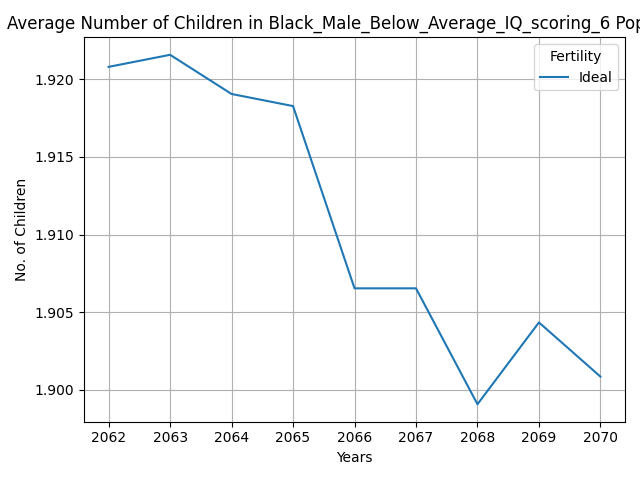 Average Number of Children in Black_Male_Below_Average_IQ_scoring_6 Pop
Fertility
Ideal
No. of Children
1.920
1.915
1.910
1.905
1.900
2062 2063 2064 2065 2066 2067 2068 2069 2070
Years